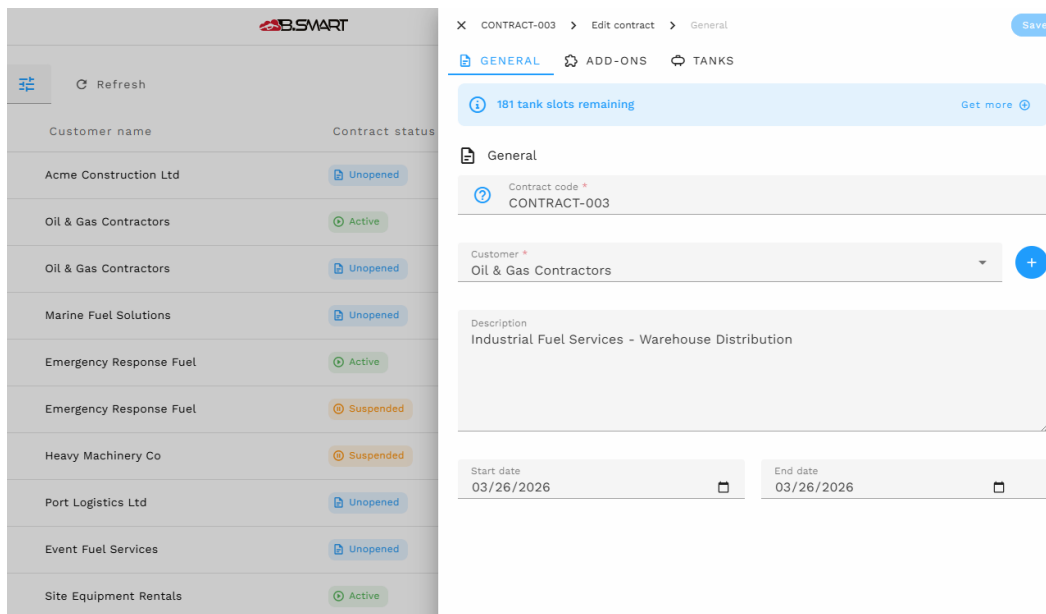 B.SMART
Refresh
Customer name Contract status
Acme Construction Ltd Unopened
Oil & Gas Contractors Active
Oil & Gas Contractors Unopened
Marine Fuel Solutions Unopened
Emergency Response Fuel Active
Emergency Response Fuel Suspended
Heavy Machinery Co Suspended
Port Logistics Ltd Unopened
Event Fuel Services Unopened
Site Equipment Rentals Active
CONTRACT-003 > Edit contract > General
Save
GENERAL ADD-ONS TANKS
181 tank slots remaining Get more
General
Contract code *
CONTRACT-003
Customer *
Oil & Gas Contractors
Description
Industrial Fuel Services - Warehouse Distribution
Start date
03/26/2026
End date
03/26/2026